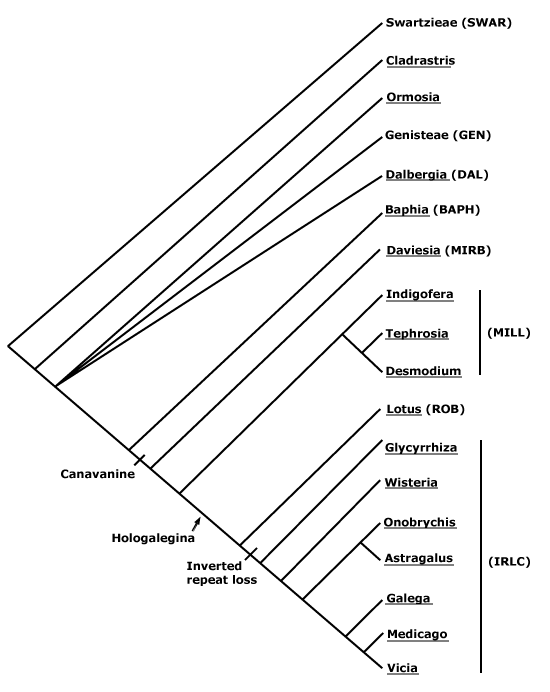 Swartzieae (SWAR)
Cladrastris
Ormosia
Genisteae (GEN)
Dalbergia (DAL)
Baphia (BAPH)
Daviesia (MIRB)
Indigofera
Tephrosia
(MILL)
Desmodium
Lotus (ROB)
Glycyrrhiza
Canavanine
Wisteria
Onobrychis
Hologalegina
Astragalus
(IRLC)
Inverted
repeat loss
Galega
Medicago
Vicia